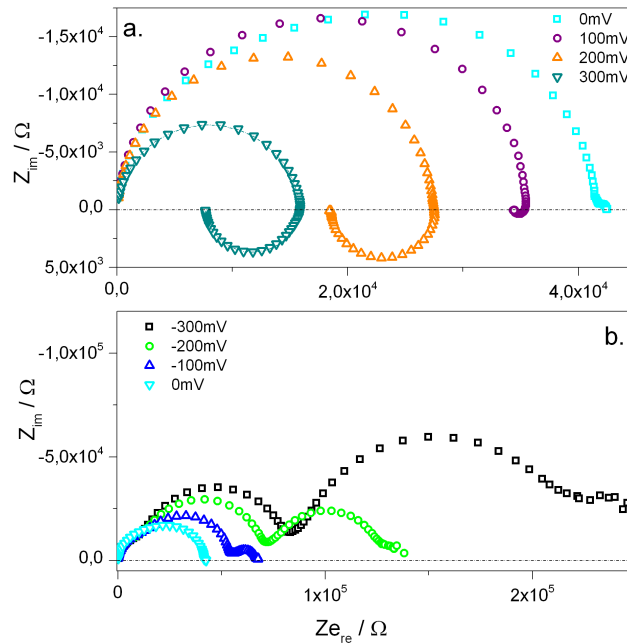 a.
0mV
100mV
200mV
300mV
-1,5x10⁴
-1,0x10⁴
-5,0x10³
0,0
5,0x10³
Z_im / Ω
0,0
2,0x10⁴
4,0x10⁴
b.
-300mV
-200mV
-100mV
0mV
-1,0x10⁵
-5,0x10⁴
0,0
Z_im / Ω
0
1x10⁵
2x10⁵
Ze_re / Ω